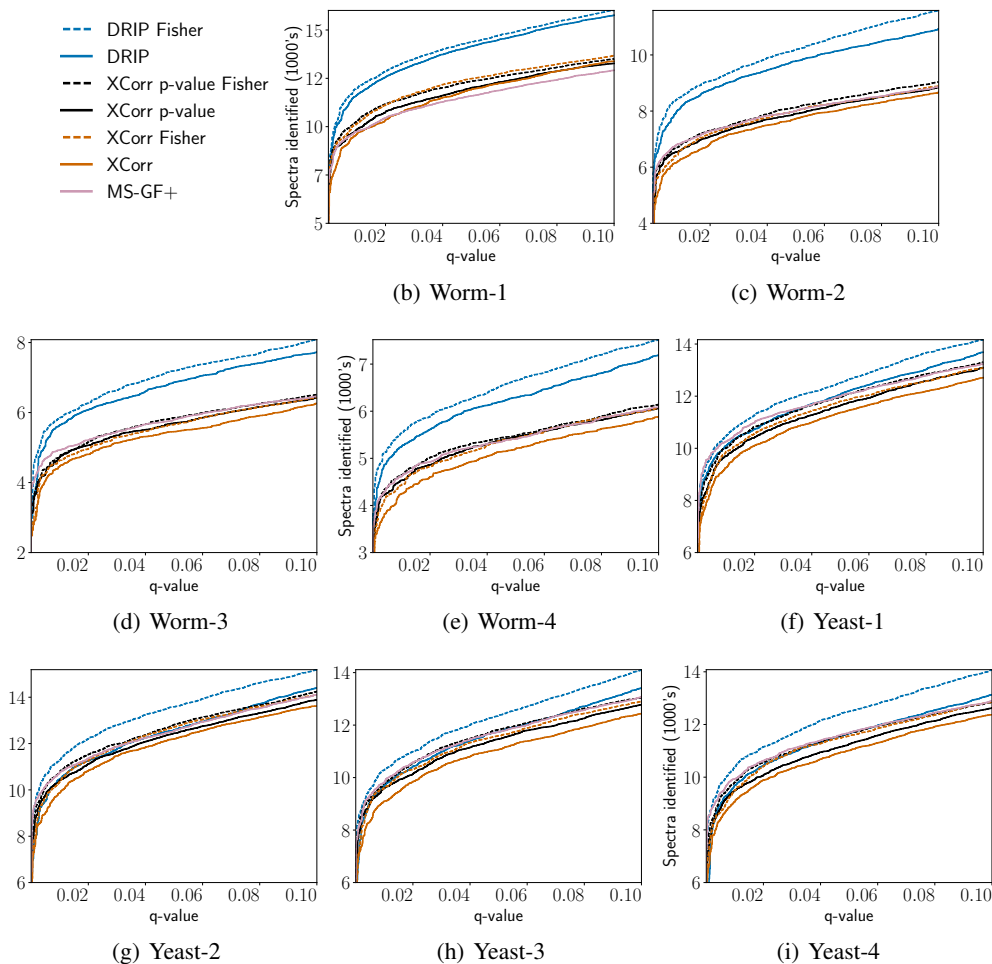 DRIP Fisher
DRIP
XCorr p-value Fisher
XCorr p-value
XCorr Fisher
XCorr
MS-GF+
Spectra identified (1000's)
15
13
12
10
9
7
5
0.02 0.04 0.06 0.08 0.10
q-value
(b) Worm-1
10
8
6
4
0.02 0.04 0.06 0.08 0.10
q-value
(c) Worm-2
8
6
4
2
0.02 0.04 0.06 0.08 0.10
q-value
(d) Worm-3
Spectra identified (1000's)
7
6
5
4
3
0.02 0.04 0.06 0.08 0.10
q-value
(e) Worm-4
14
12
10
8
6
0.02 0.04 0.06 0.08 0.10
q-value
(f) Yeast-1
14
12
10
8
6
0.02 0.04 0.06 0.08 0.10
q-value
(g) Yeast-2
14
12
10
8
6
0.02 0.04 0.06 0.08 0.10
q-value
(h) Yeast-3
Spectra identified (1000's)
14
12
10
8
6
0.02 0.04 0.06 0.08 0.10
q-value
(i) Yeast-4